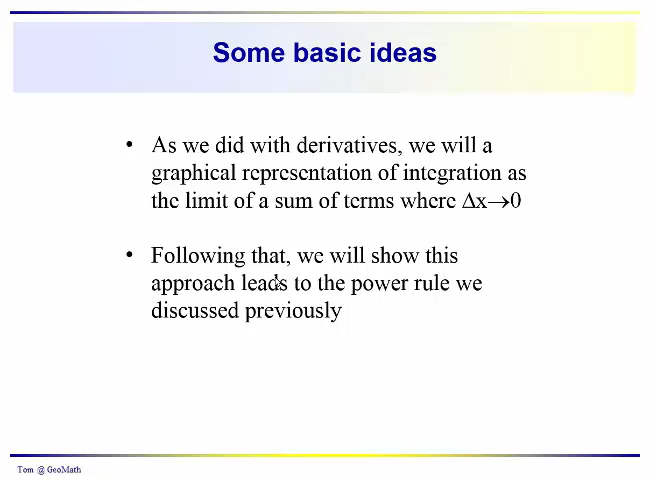 Some basic ideas
• As we did with derivatives, we will a
graphical representation of integration as
the limit of a sum of terms where Δx→0
• Following that, we will show this
approach leads to the power rule we
discussed previously
Tom @ GeoMath